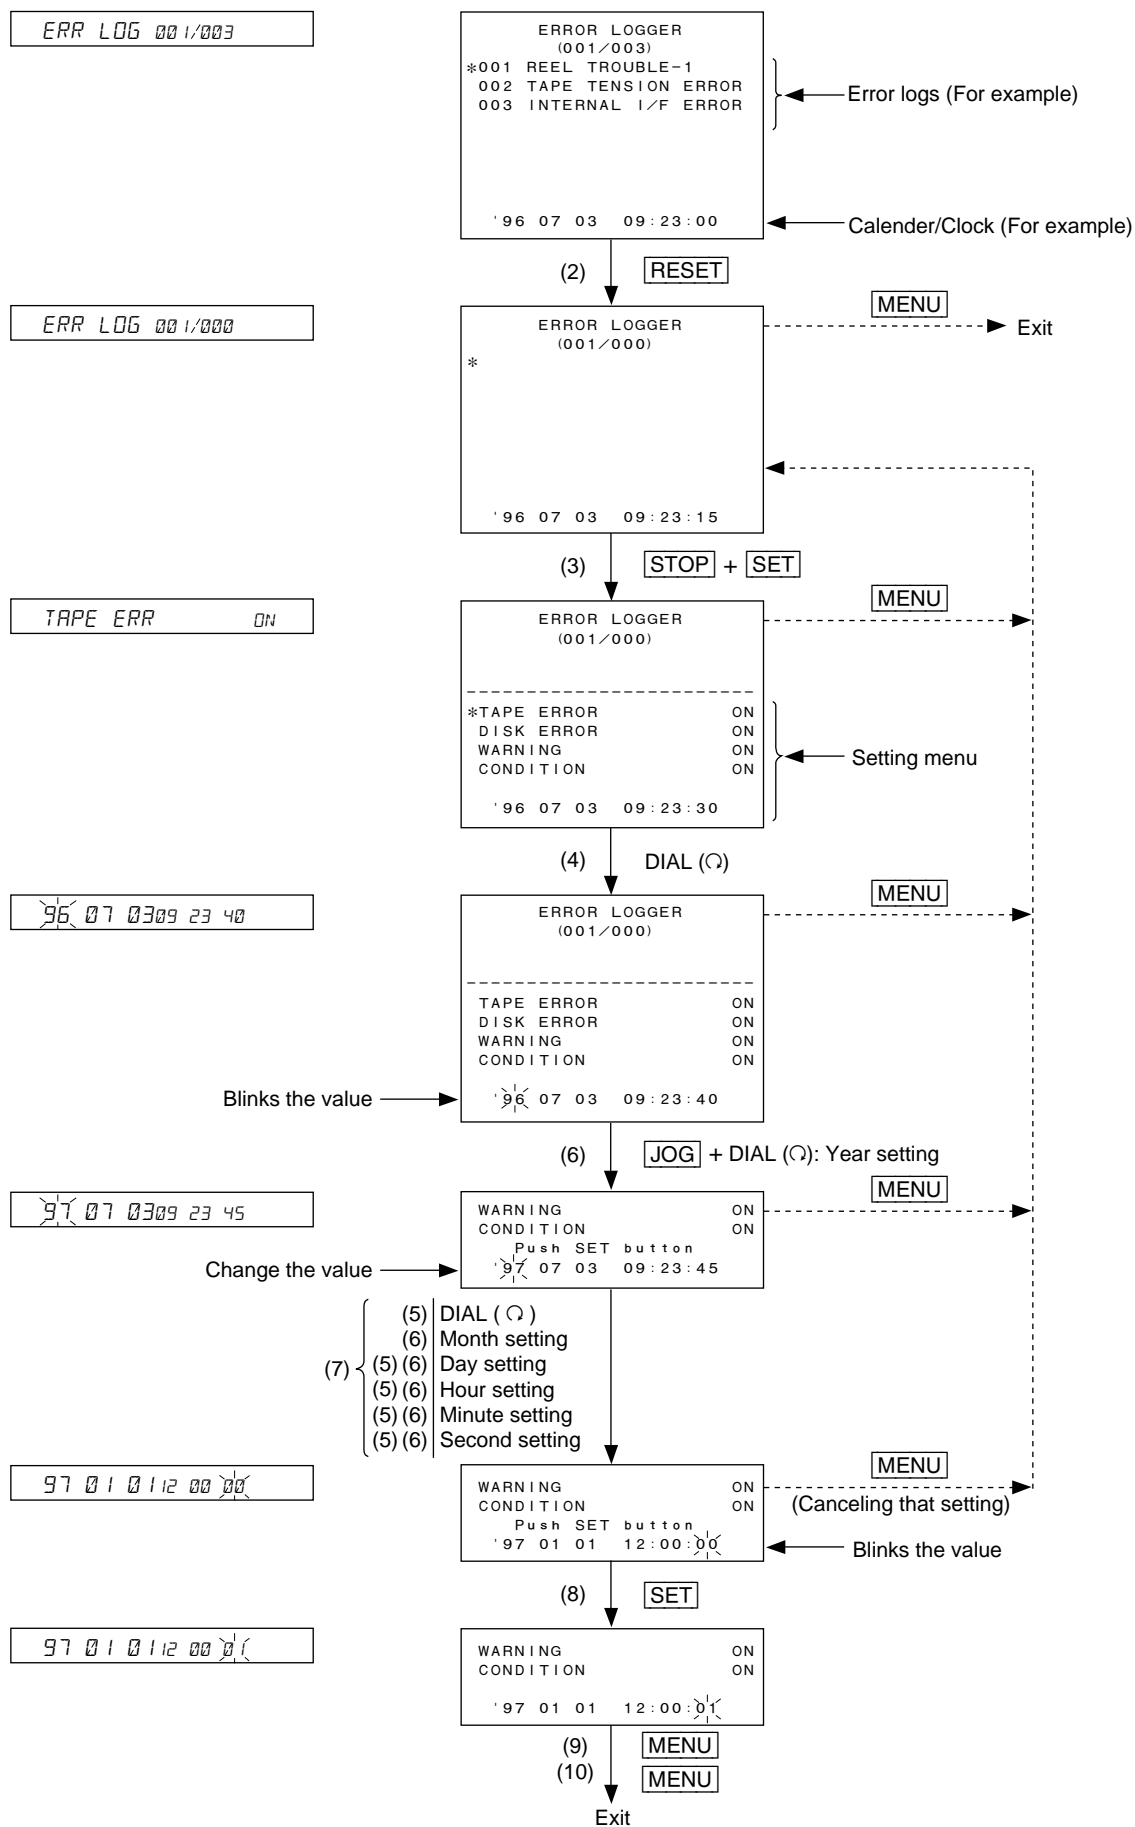 ERR LOG 001/003
ERROR LOGGER
(001/003)
*001 REEL TROUBLE-1
002 TAPE TENSION ERROR
003 INTERNAL I/F ERROR
Error logs (For example)
'96 07 03 09:23:00
Calender/Clock (For example)
(2) RESET
ERR LOG 001/000
ERROR LOGGER
(001/000)
*
MENU
Exit
'96 07 03 09:23:15
(3) STOP + SET
TAPE ERR ON
ERROR LOGGER
(001/000)
MENU
*TAPE ERROR ON
DISK ERROR ON
WARNING ON
CONDITION ON
Setting menu
'96 07 03 09:23:30
(4) DIAL (↻)
96 07 0309 23 40
ERROR LOGGER
(001/000)
MENU
TAPE ERROR ON
DISK ERROR ON
WARNING ON
CONDITION ON
Blinks the value
'96 07 03 09:23:40
(6) JOG + DIAL (↻): Year setting
97 07 0309 23 45
WARNING ON
CONDITION ON
Push SET button
'97 07 03 09:23:45
MENU
Change the value
(7)
(5) DIAL ( ↻ )
(6) Month setting
(5) (6) Day setting
(5) (6) Hour setting
(5) (6) Minute setting
(5) (6) Second setting
97 01 0112 00 00
WARNING ON
CONDITION ON
Push SET button
'97 01 01 12:00:00
MENU
(Canceling that setting)
Blinks the value
(8) SET
97 01 0112 00 01
WARNING ON
CONDITION ON
'97 01 01 12:00:01
(9) MENU
(10) MENU
Exit